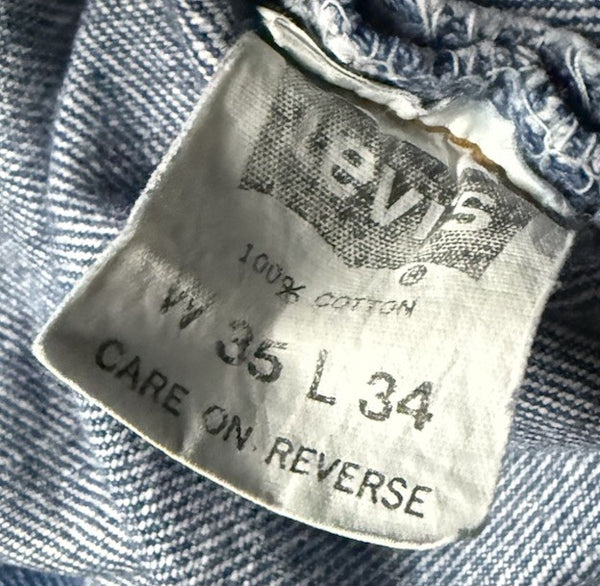 Levi's
®
100% COTTON
W 35 L 34
CARE ON REVERSE